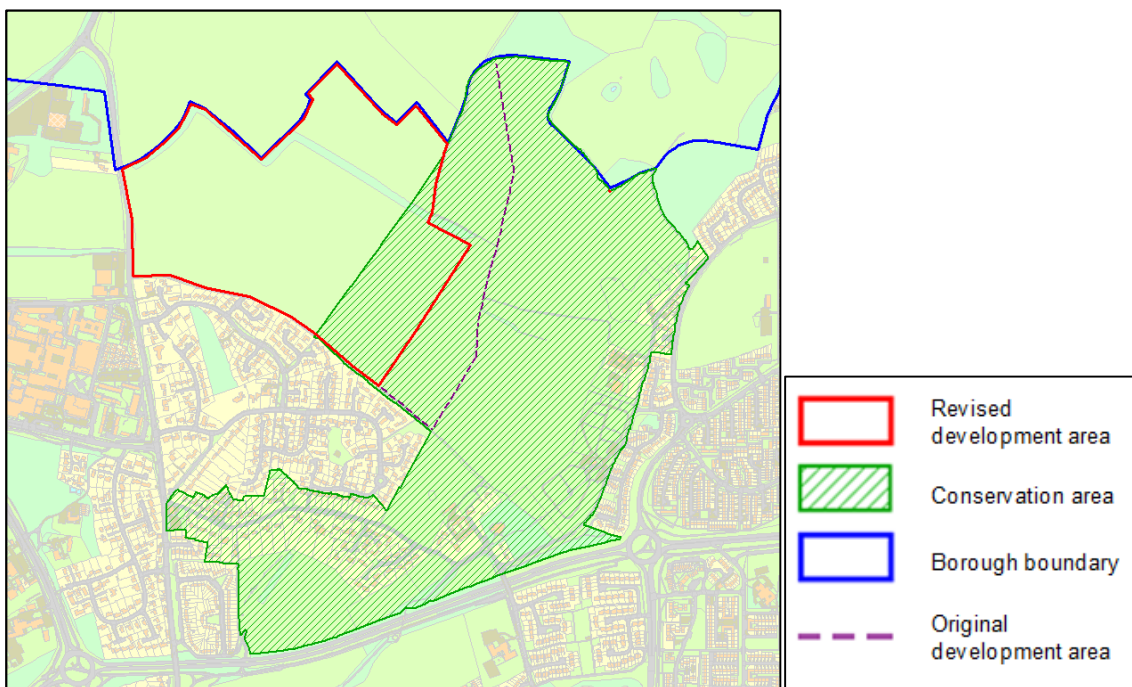 Revised
development area
Conservation area
Borough boundary
Original
development area